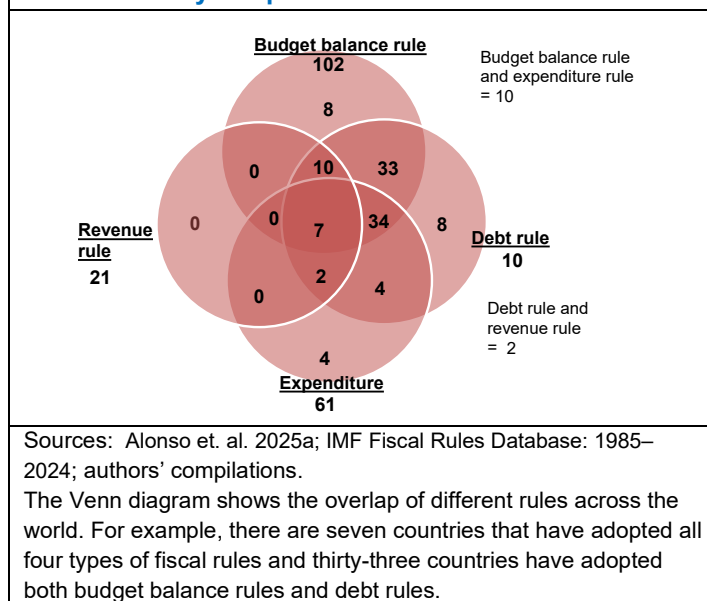 Budget balance rule
102
Budget balance rule
and expenditure rule
= 10
8
0
10
33
0
0
7
34
8
Revenue
rule
21
Debt rule
10
2
0
4
Debt rule and
revenue rule
= 2
4
Expenditure
61
Sources: Alonso et. al. 2025a; IMF Fiscal Rules Database: 1985–
2024; authors’ compilations.
The Venn diagram shows the overlap of different rules across the
world. For example, there are seven countries that have adopted all
four types of fiscal rules and thirty-three countries have adopted
both budget balance rules and debt rules.